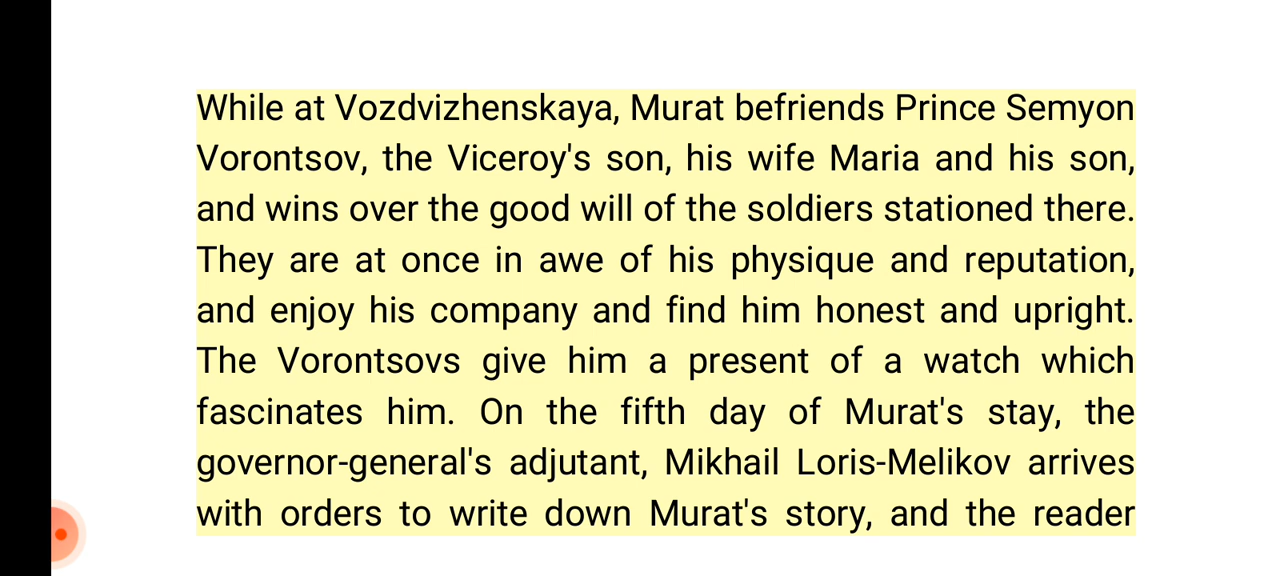 While at Vozdvizhenskaya, Murat befriends Prince Semyon
Vorontsov, the Viceroy's son, his wife Maria and his son,
and wins over the good will of the soldiers stationed there.
They are at once in awe of his physique and reputation,
and enjoy his company and find him honest and upright.
The Vorontsovs give him a present of a watch which
fascinates him. On the fifth day of Murat's stay, the
governor-general's adjutant, Mikhail Loris-Melikov arrives
with orders to write down Murat's story, and the reader